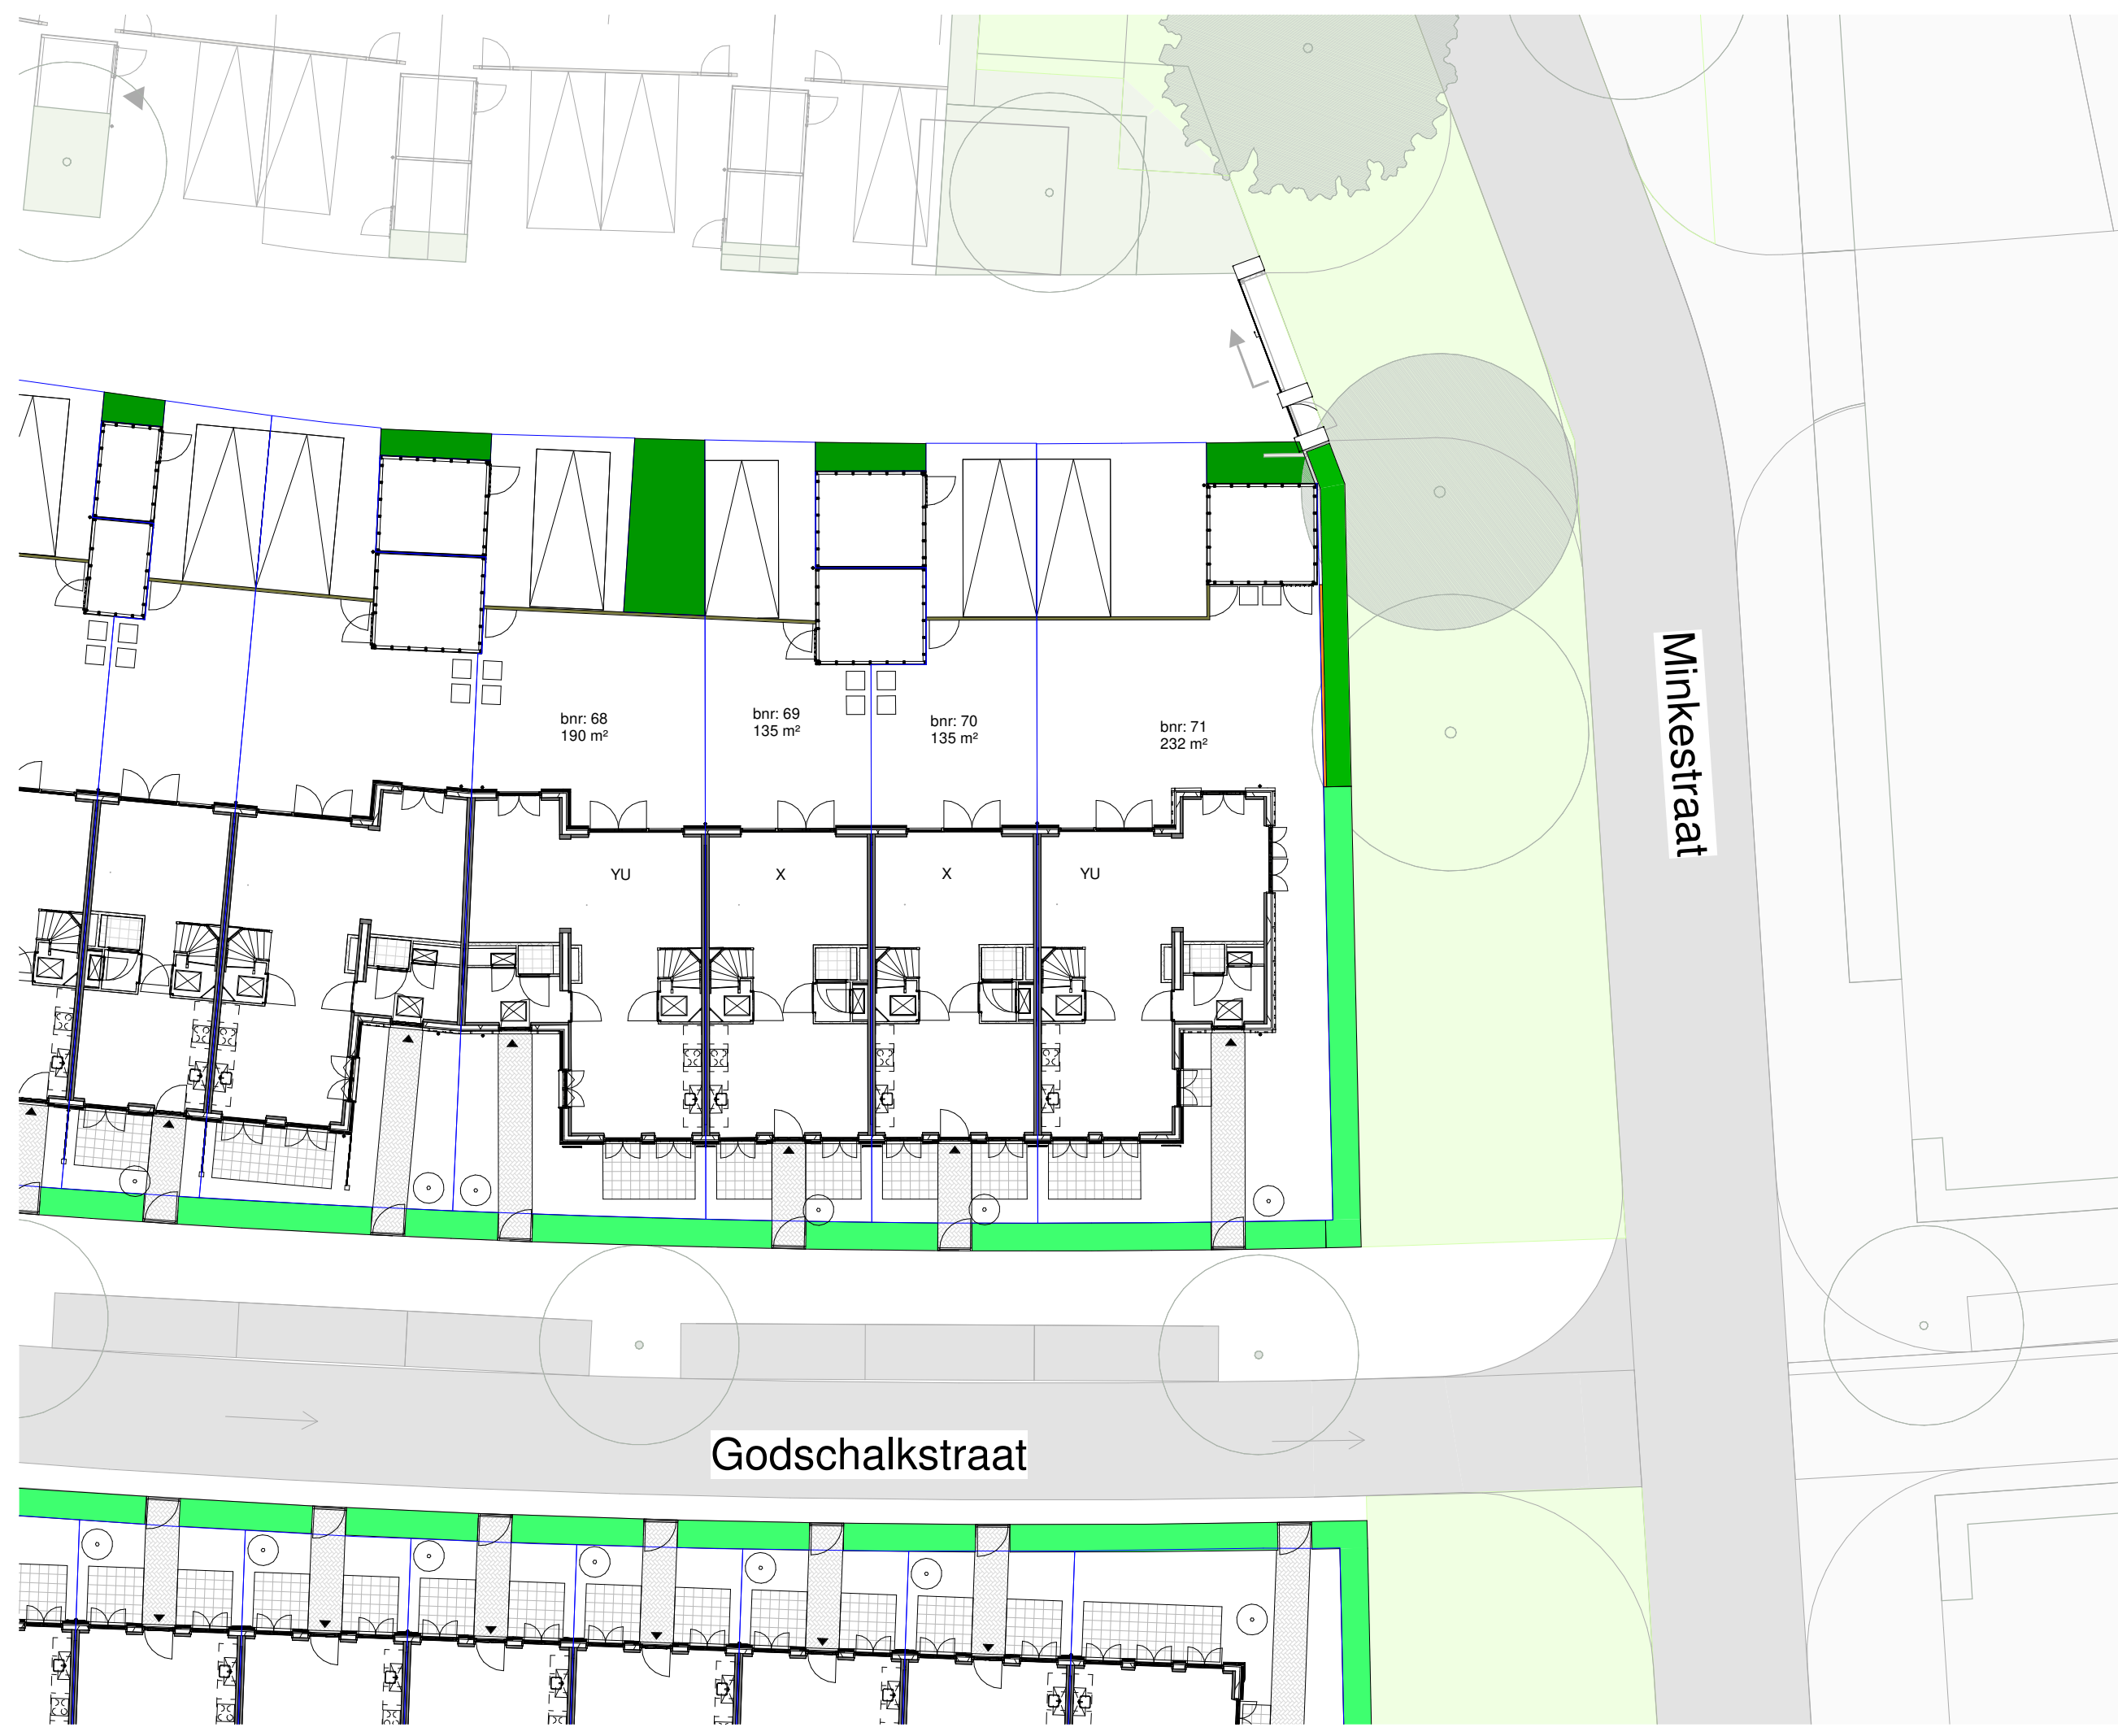 bnr: 68
190 m²
bnr: 69
135 m²
bnr: 70
135 m²
bnr: 71
232 m²
Minkestraat
YU
X
X
YU
Godschalkstraat